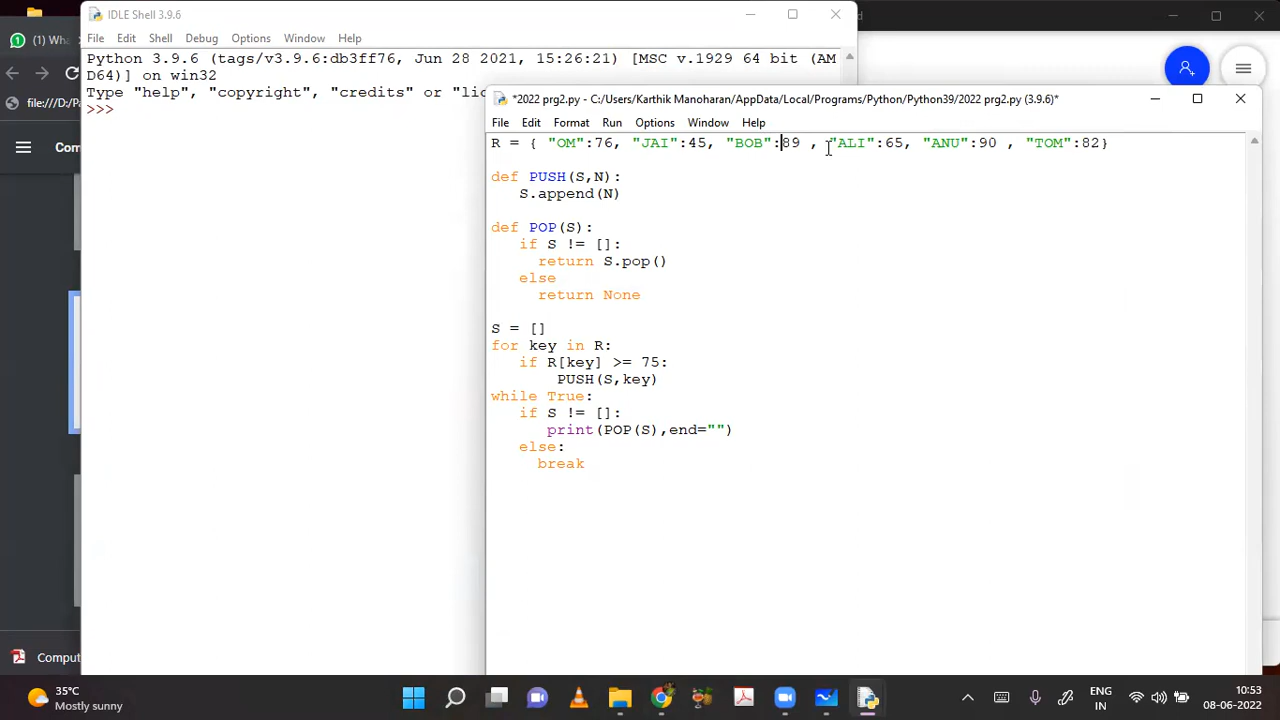 IDLE Shell 3.9.6
File Edit Shell Debug Options Window Help
Python 3.9.6 (tags/v3.9.6:db3ff76, Jun 28 2021, 15:26:21) [MSC v.1929 64 bit (AM
D64)] on win32
Type "help", "copyright", "credits" or "lic
>>>
1 (1) Wha
file:///D:/Pa
Comput
*2022 prg2.py - C:/Users/Karthik Manoharan/AppData/Local/Programs/Python/Python39/2022 prg2.py (3.9.6)*
File Edit Format Run Options Window Help
R = { "OM":76, "JAI":45, "BOB":89 , "ALI":65, "ANU":90 , "TOM":82}
def PUSH(S,N):
   S.append(N)
def POP(S):
   if S != []:
     return S.pop()
   else
     return None
S = []
for key in R:
   if R[key] >= 75:
       PUSH(S,key)
while True:
   if S != []:
      print(POP(S),end="")
   else:
     break
35°C
Mostly sunny
ENG
IN
10:53
08-06-2022